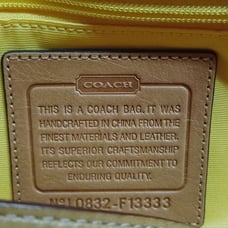 COACH
THIS IS A COACH BAG. IT WAS
HANDCRAFTED IN CHINA FROM THE
FINEST MATERIALS AND LEATHER.
ITS SUPERIOR CRAFTSMANSHIP
REFLECTS OUR COMMITMENT TO
ENDURING QUALITY.
Nº L0832-F13333